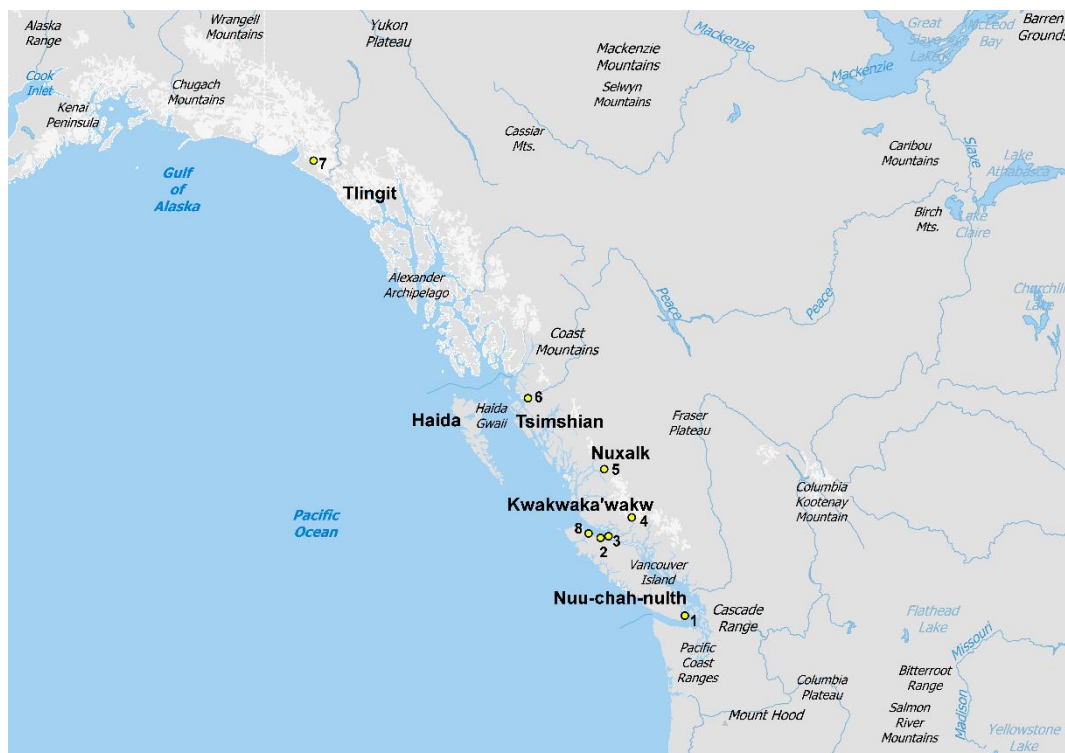 Alaska
Range
Wrangell
Mountains
Yukon
Plateau
Mackenzie
Great
Slave
Lake
McLeod
Bay
Barren
Grounds
Mackenzie
Mountains
Mackenzie
Cook
Inlet
Chugach
Mountains
Selwyn
Mountains
Kenai
Peninsula
Cassiar
Mts.
Caribou
Mountains
Slave
7
Lake
Athabasca
Gulf
of
Alaska
Tlingit
Birch
Mts.
Lake
Claire
Alexander
Archipelago
Peace
Peace
Churchill
Lake
Coast
Mountains
6
Haida
Haida
Gwaii
Tsimshian
Fraser
Plateau
Nuxalk
5
Columbia
Kootenay
Mountain
Kwakwaka'wakw
Pacific
Ocean
4
8
3
2
Vancouver
Island
Nuu-chah-nulth
1
Cascade
Range
Flathead
Lake
Missouri
Pacific
Coast
Ranges
Columbia
Plateau
Bitterroot
Range
Madison
Mount Hood
Salmon
River
Mountains
Yellowstone
Lake